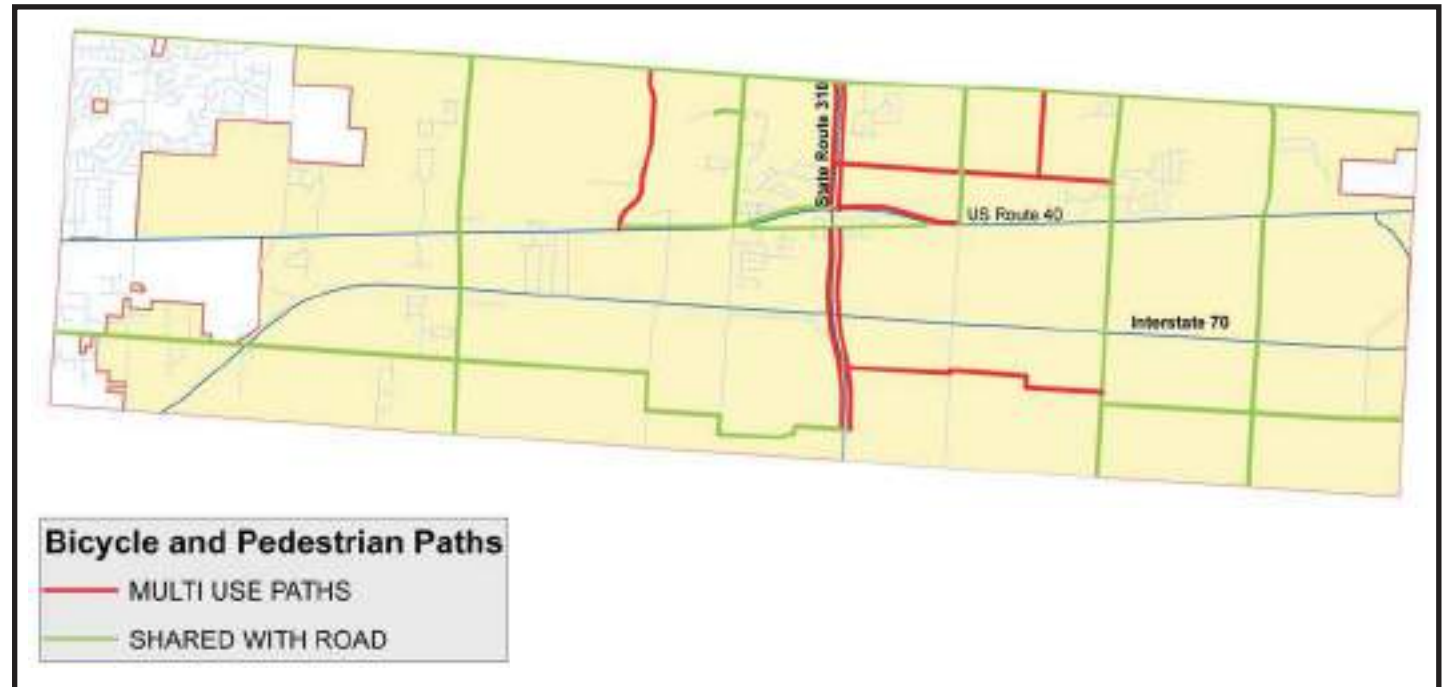 State Route 310
US Route 40
Interstate 70
Bicycle and Pedestrian Paths
MULTI USE PATHS
SHARED WITH ROAD